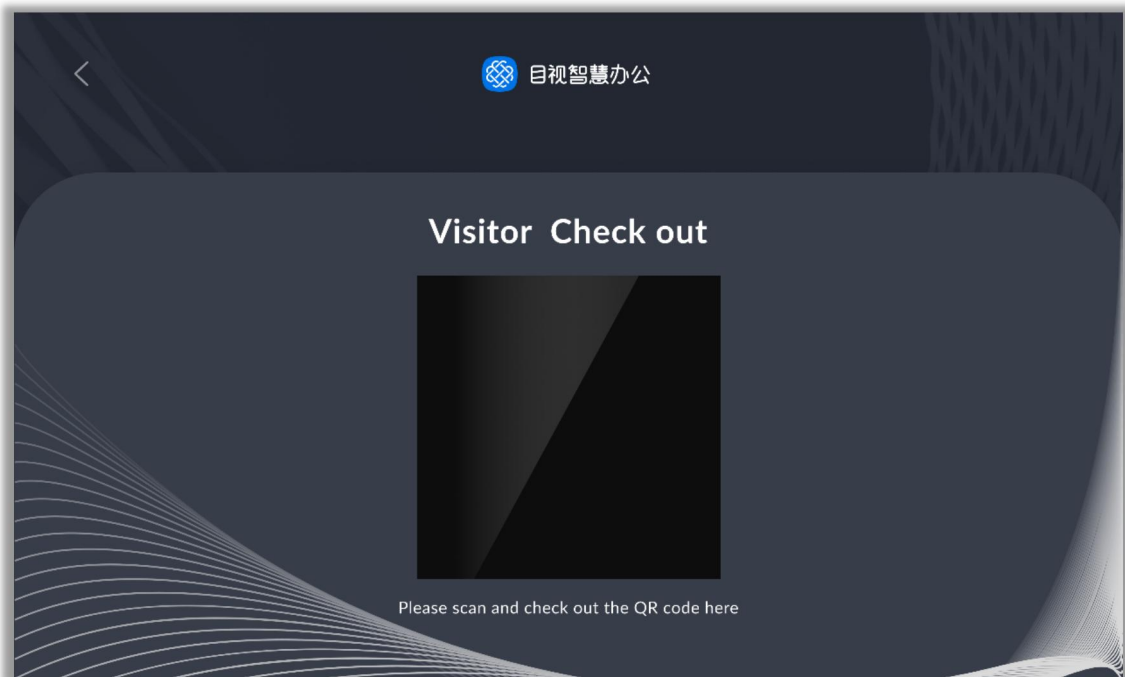 目视智慧办公
Visitor Check out
Please scan and check out the QR code here